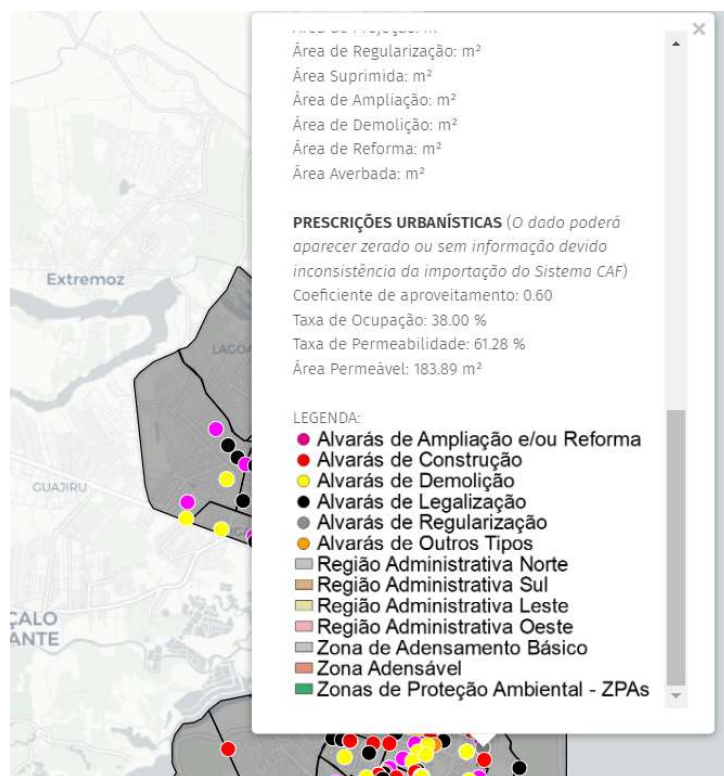 ×
Área de Regularização: m²
Área Suprimida: m²
Área de Ampliação: m²
Área de Demolição: m²
Área de Reforma: m²
Área Averbada: m²
PRESCRIÇÕES URBANÍSTICAS (O dado poderá
aparecer zerado ou sem informação devido
inconsistência da importação do Sistema CAF)
Coeficiente de aproveitamento: 0.60
Taxa de Ocupação: 38.00 %
Taxa de Permeabilidade: 61.28 %
Área Permeável: 183.89 m²
LEGENDA:
Alvarás de Ampliação e/ou Reforma
Alvarás de Construção
Alvarás de Demolição
Alvarás de Legalização
Alvarás de Regularização
Alvarás de Outros Tipos
Região Administrativa Norte
Região Administrativa Sul
Região Administrativa Leste
Região Administrativa Oeste
Zona de Adensamento Básico
Zona Adensável
Zonas de Proteção Ambiental - ZPAs
Extremoz
LAGOA
GUAJIRU
ÇALO
ANTE